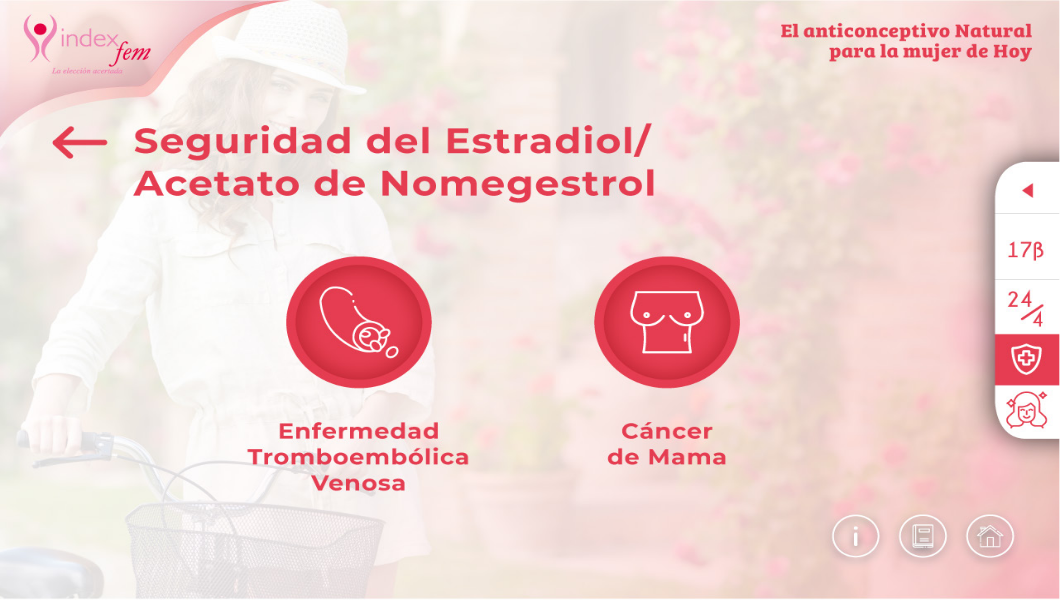 index
fem
La elección acertada
El anticonceptivo Natural
para la mujer de Hoy
Seguridad del Estradiol/
Acetato de Nomegestrol
17β
24/4
Enfermedad
Tromboembólica
Venosa
Cáncer
de Mama
i